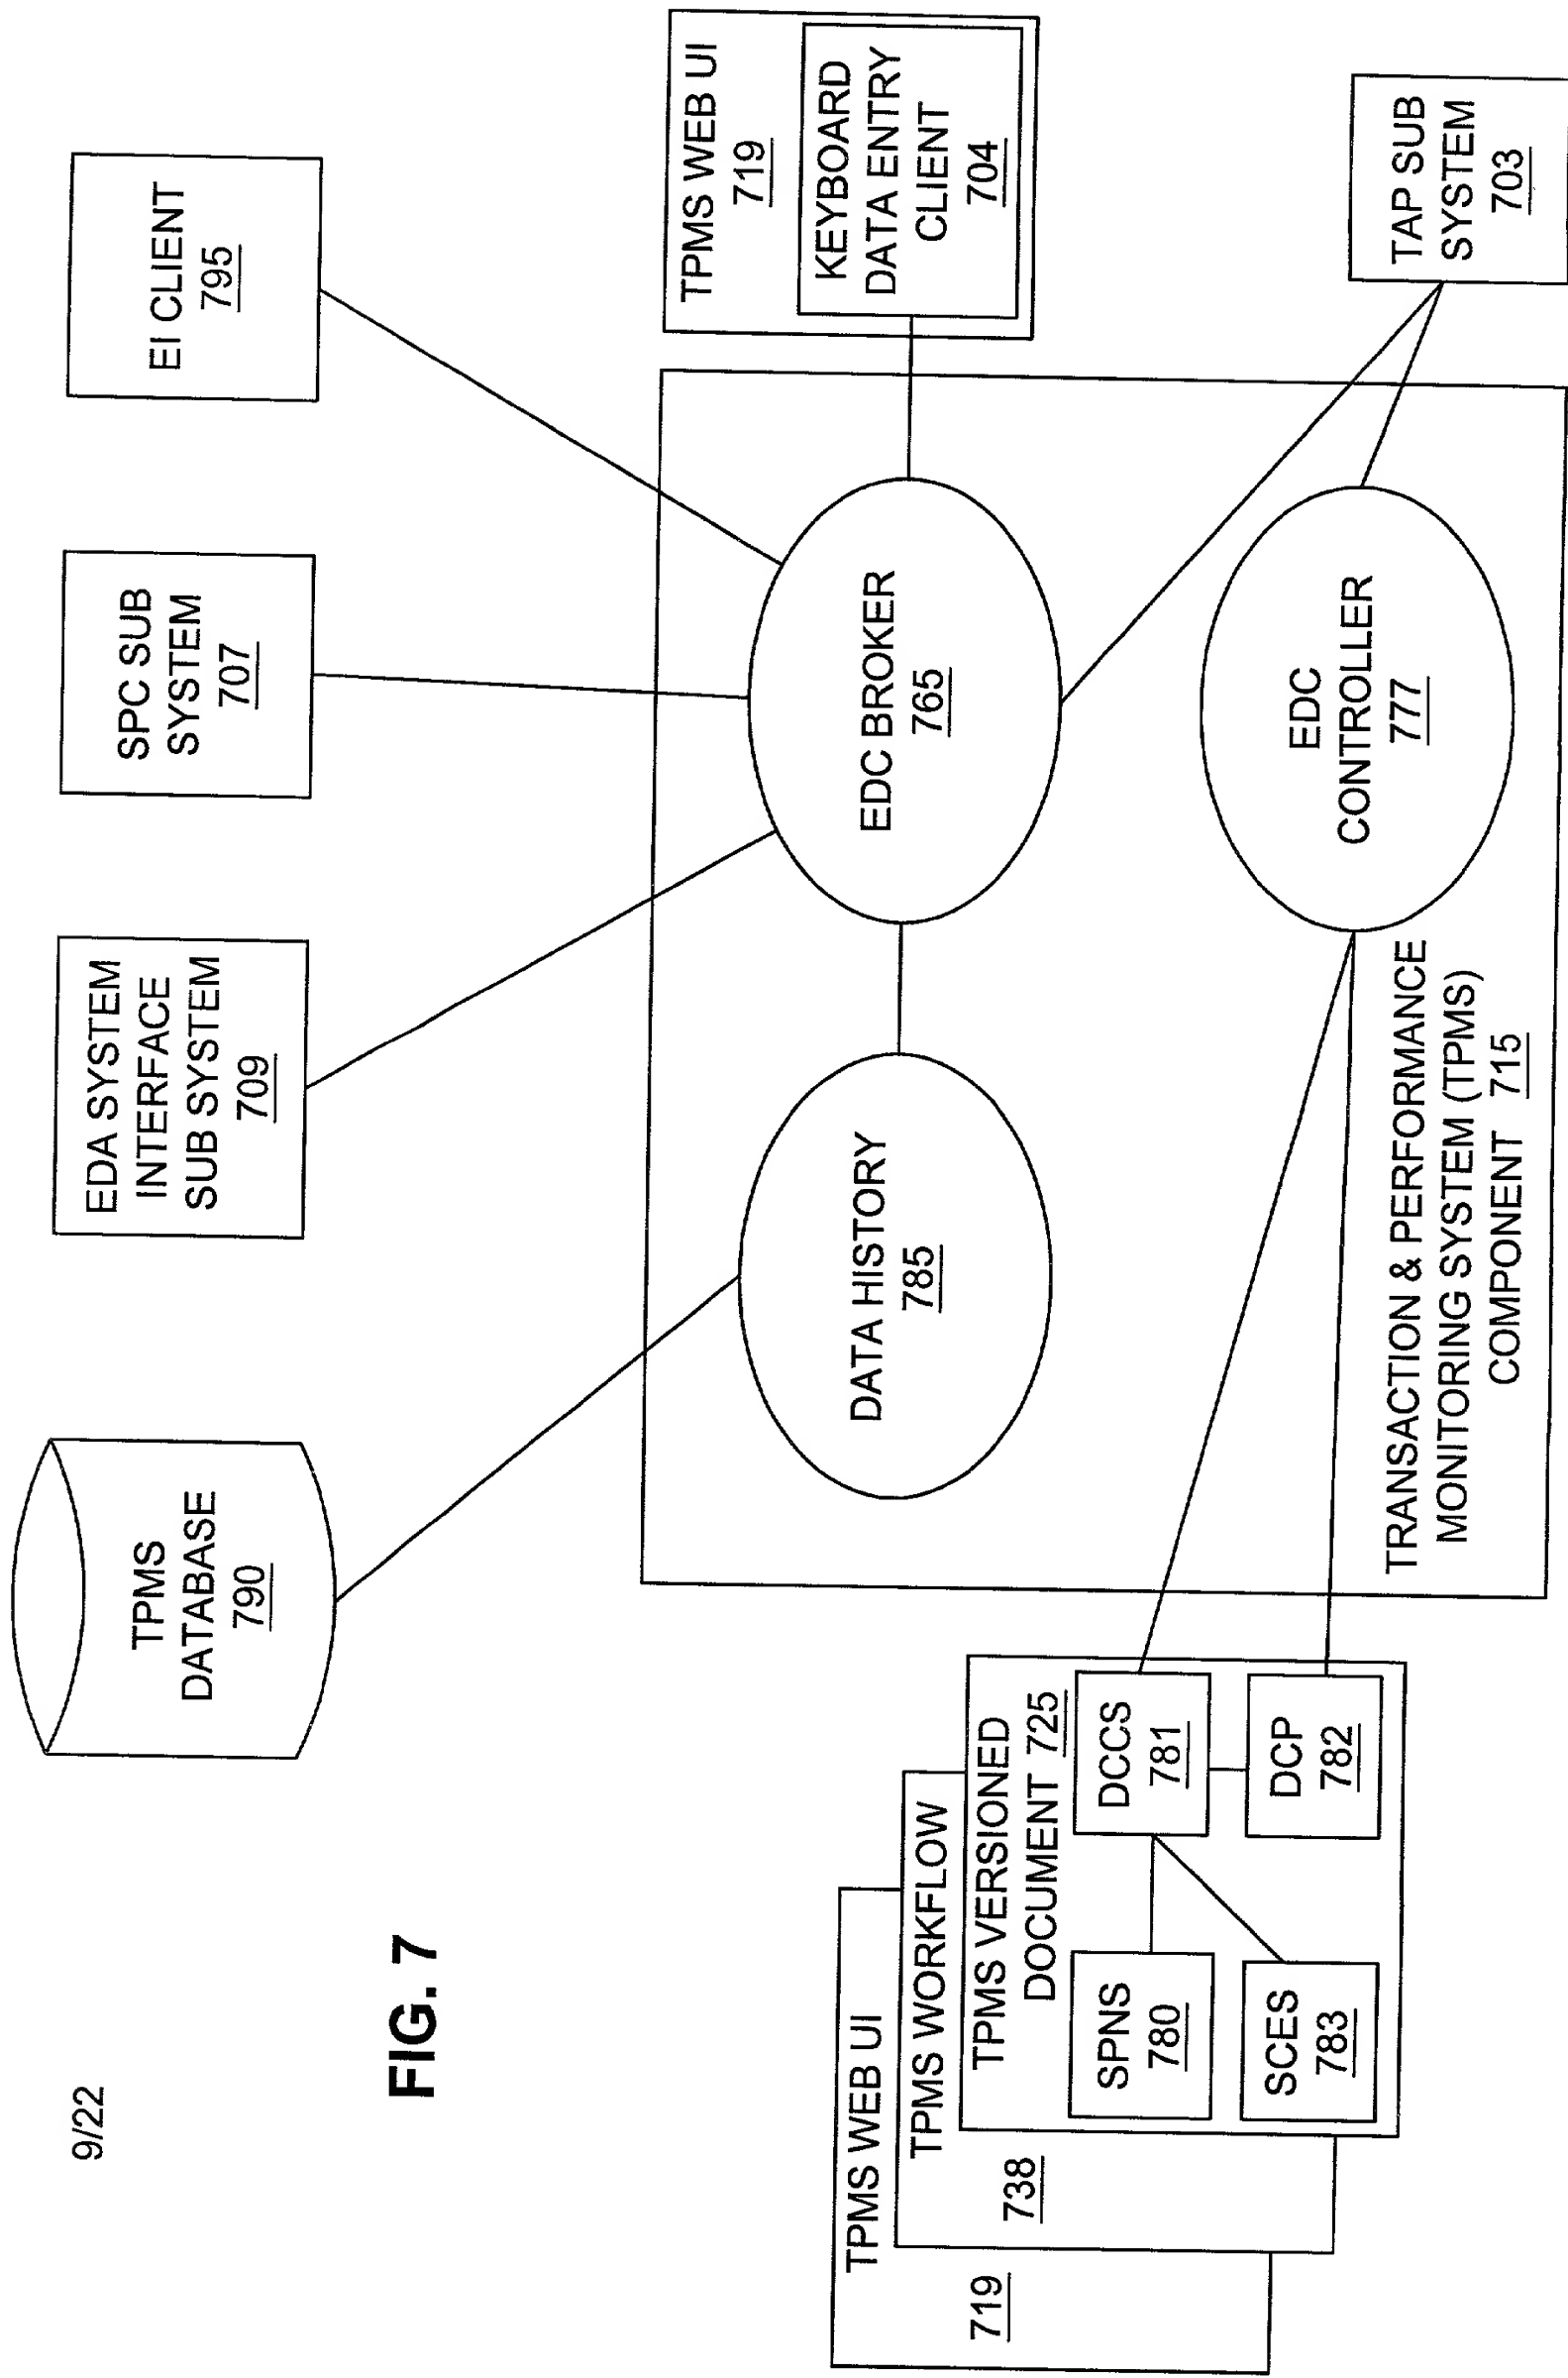 9/22
FIG. 7
TPMS
DATABASE
790
EDA SYSTEM
INTERFACE
SUB SYSTEM
709
SPC SUB
SYSTEM
707
EI CLIENT
795
TPMS WEB UI
719
KEYBOARD
DATA ENTRY
CLIENT
704
DATA HISTORY
785
EDC BROKER
765
EDC
CONTROLLER
777
TAP SUB
SYSTEM
703
TRANSACTION & PERFORMANCE
MONITORING SYSTEM (TPMS)
COMPONENT 715
TPMS WEB UI
719
TPMS WORKFLOW
738
TPMS VERSIONED
DOCUMENT 725
SPNS
780
DCCS
781
SCES
783
DCP
782